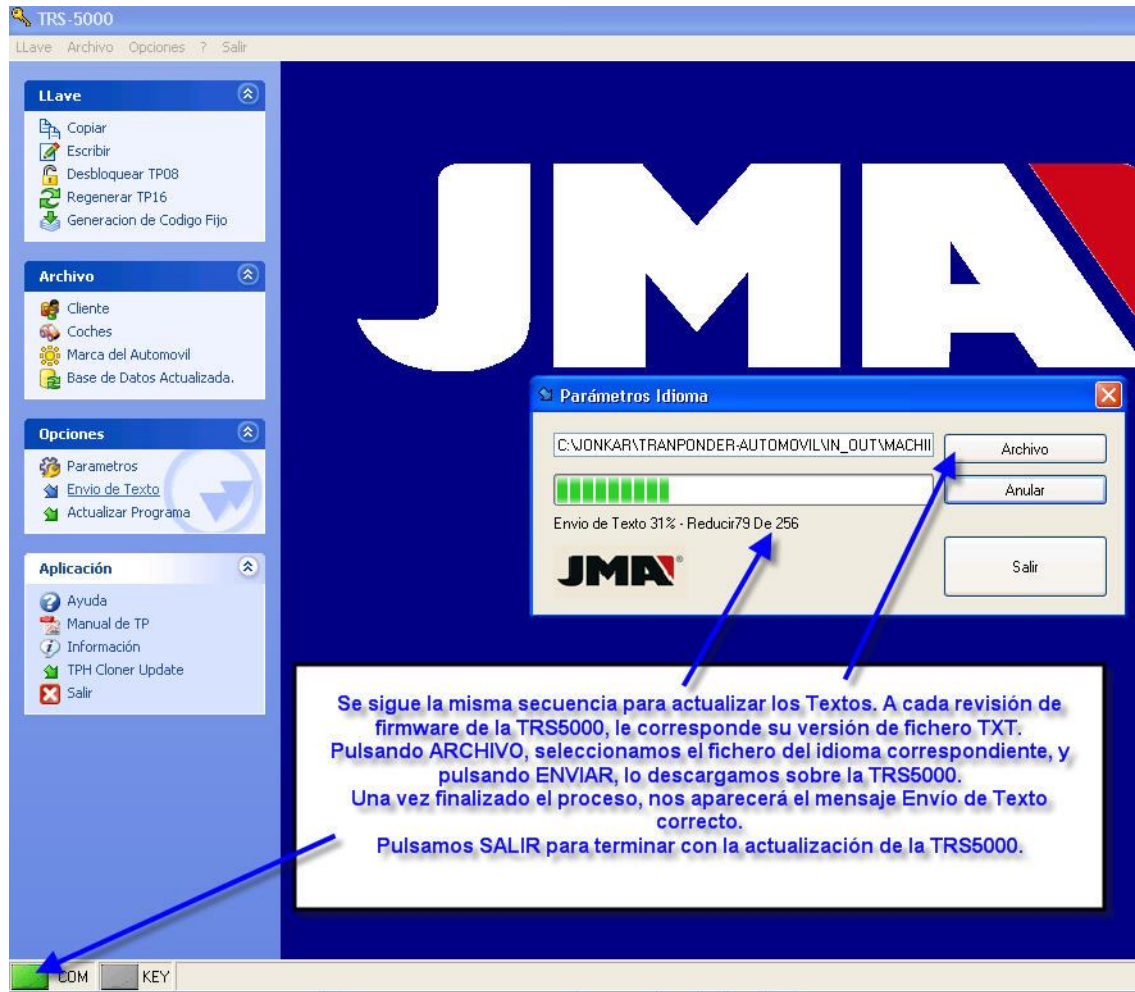 TRS-5000
LLave Archivo Opciones ? Salir
LLave
Copiar
Escribir
Desbloquear TP08
Regenerar TP16
Generacion de Codigo Fijo
Archivo
Cliente
Coches
Marca del Automovil
Base de Datos Actualizada.
Opciones
Parametros
Envio de Texto
Actualizar Programa
Aplicación
Ayuda
Manual de TP
Información
TPH Cloner Update
Salir
JMA
Parámetros Idioma
C:\JONKAR\TRANPONDER-AUTOMOVIL\IN_OUT\MACHII
Archivo
Anular
Envio de Texto 31% - Reducir79 De 256
JMA®
Salir
Se sigue la misma secuencia para actualizar los Textos. A cada revisión de
firmware de la TRS5000, le corresponde su versión de fichero TXT.
Pulsando ARCHIVO, seleccionamos el fichero del idioma correspondiente, y
pulsando ENVIAR, lo descargamos sobre la TRS5000.
Una vez finalizado el proceso, nos aparecerá el mensaje Envío de Texto
correcto.
Pulsamos SALIR para terminar con la actualización de la TRS5000.
COM KEY